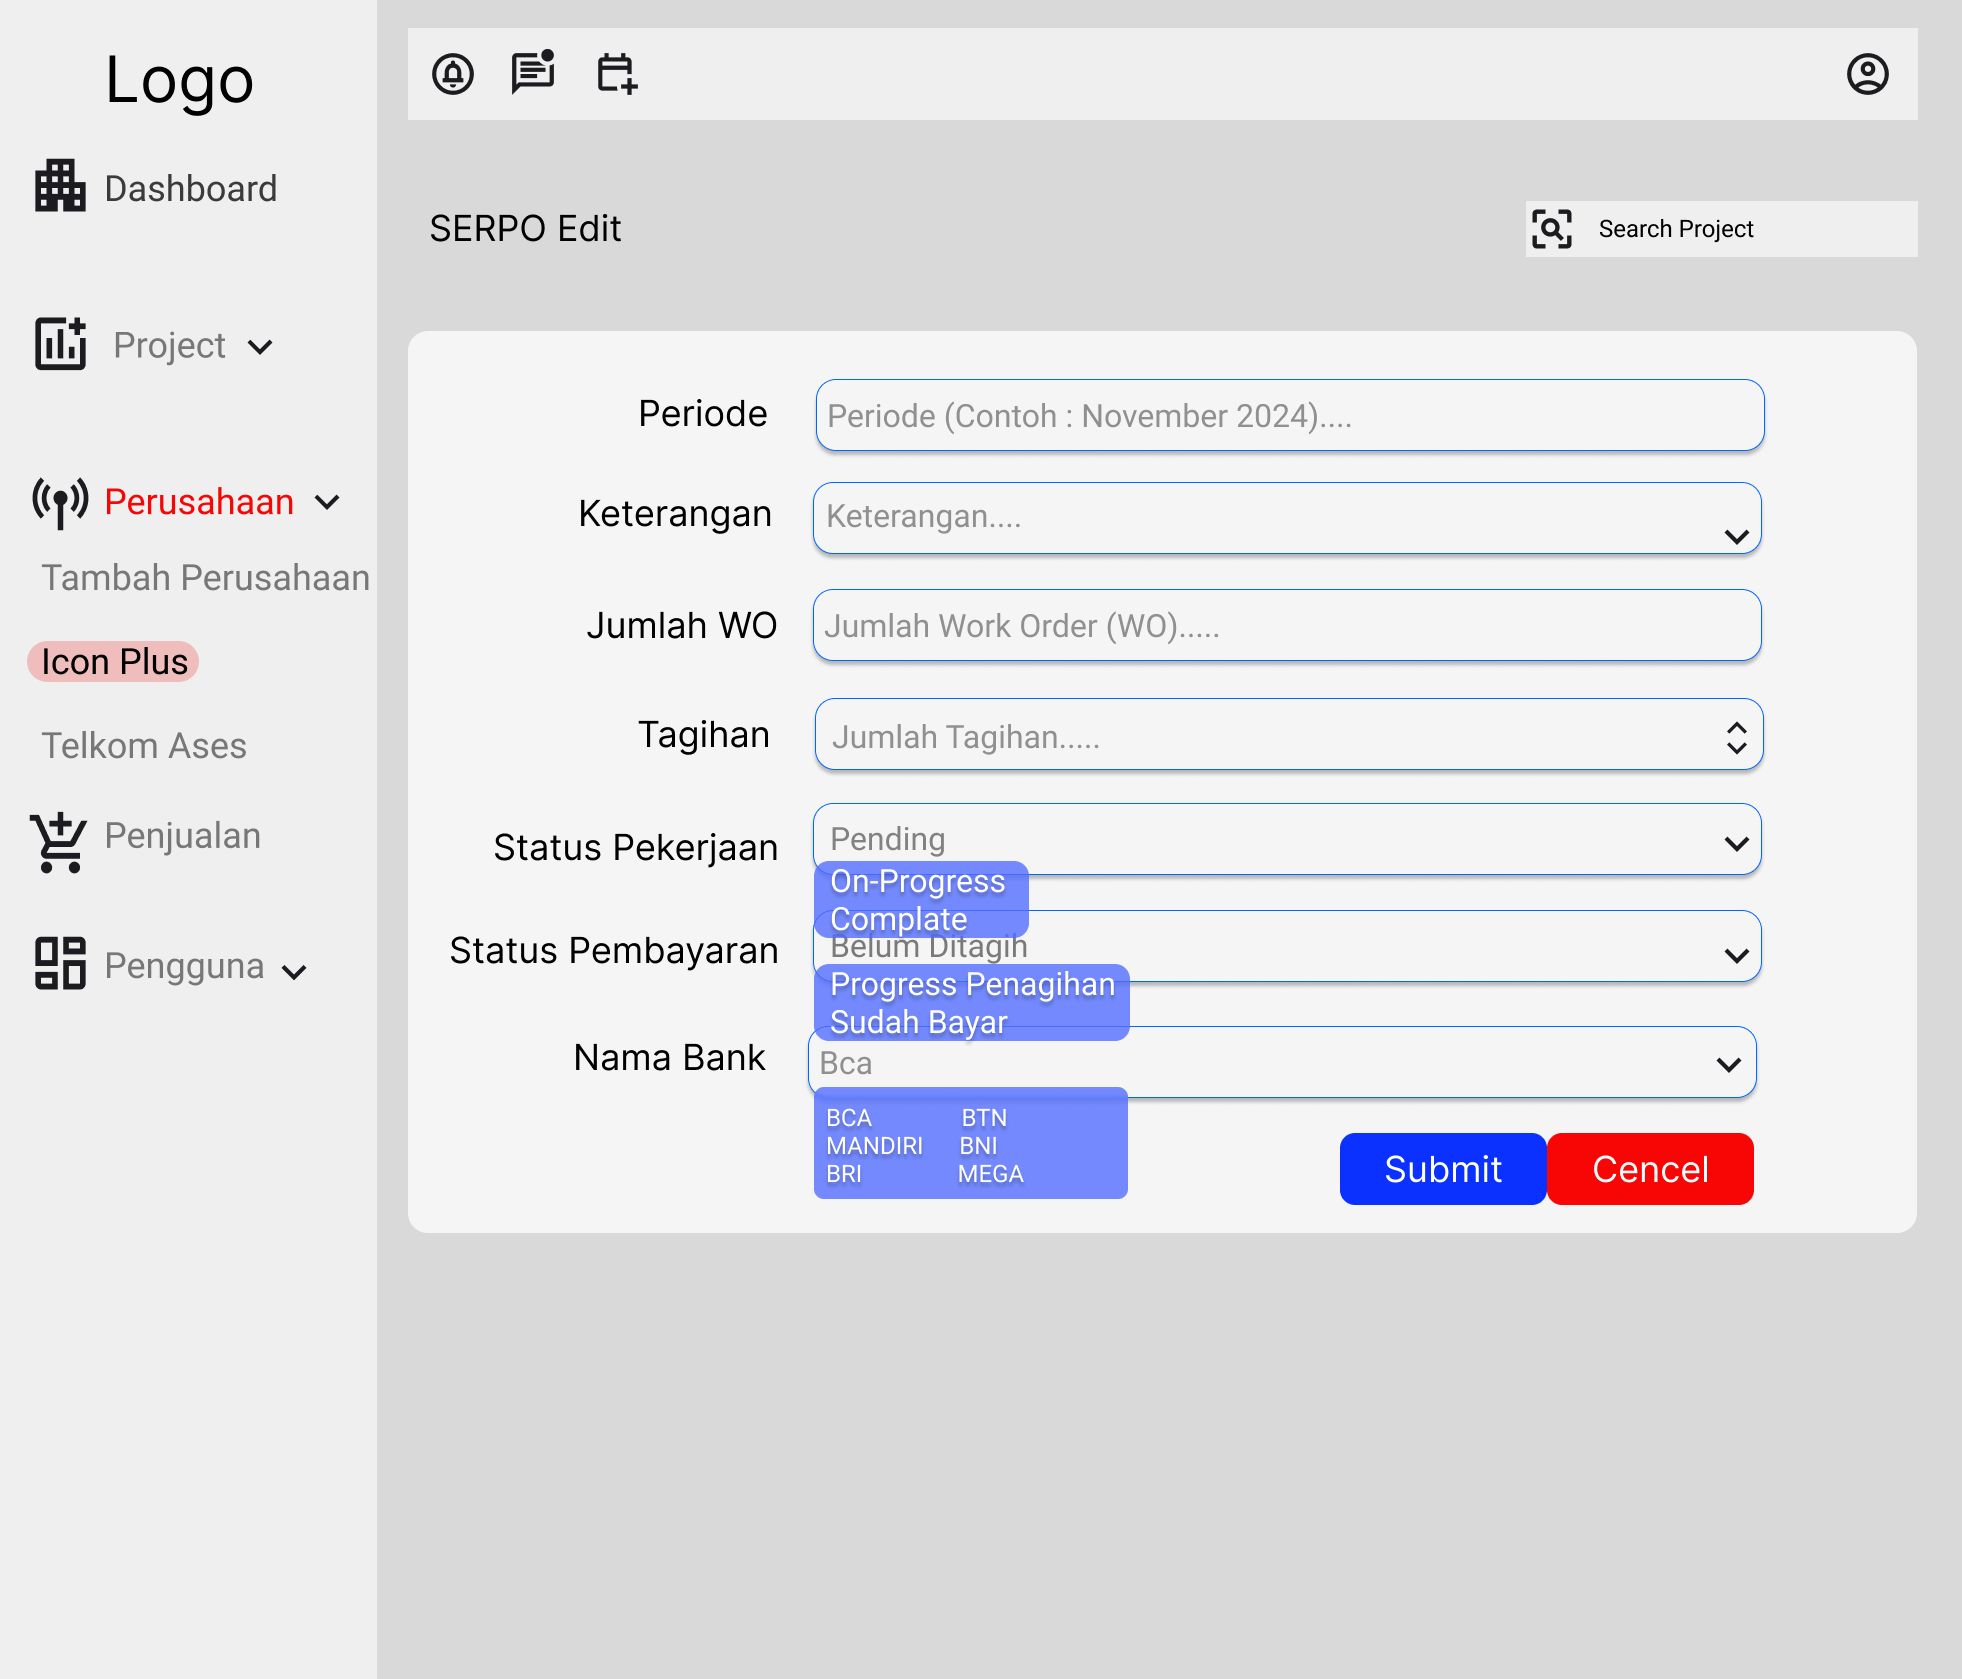 Logo
Dashboard
Project
Perusahaan
Tambah Perusahaan
Icon Plus
Telkom Ases
Penjualan
Pengguna
SERPO Edit
Search Project
Periode
Periode (Contoh : November 2024)....
Keterangan
Keterangan....
Jumlah WO
Jumlah Work Order (WO).....
Tagihan
Jumlah Tagihan.....
Status Pekerjaan
Pending
On-Progress
Complate
Status Pembayaran
Belum Ditagih
Progress Penagihan
Sudah Bayar
Nama Bank
Bca
BCA BTN
MANDIRI BNI
BRI MEGA
Submit Cencel